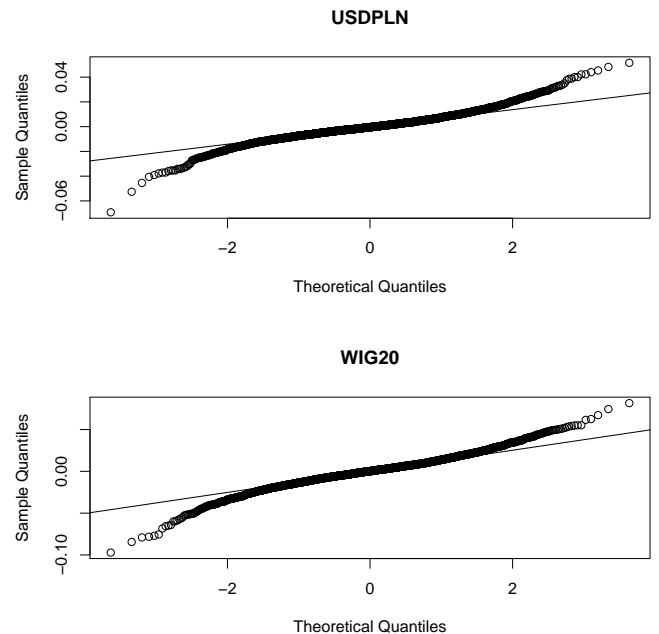 USDPLN
0.04
0.00
−0.06
Sample Quantiles
−2 0 2
Theoretical Quantiles
WIG20
0.00
−0.10
Sample Quantiles
−2 0 2
Theoretical Quantiles